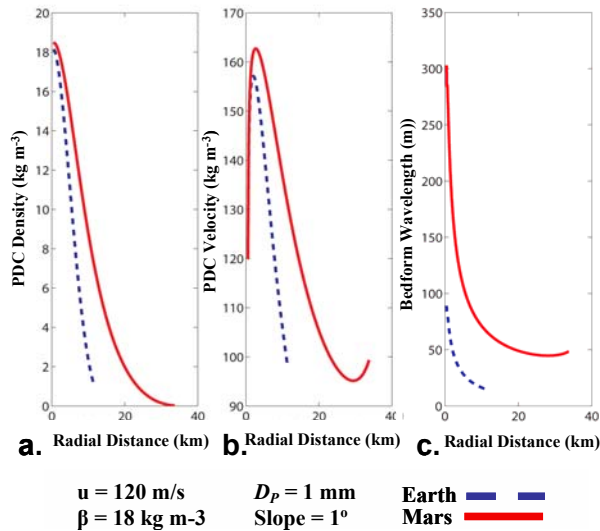 18
16
14
12
10
8
6
4
2
0
0 20 40
PDC Density (kg m-3)
a. Radial Distance (km)
170
160
150
140
130
120
110
100
90
0 20 40
PDC Velocity (kg m-3)
b. Radial Distance (km)
350
300
250
200
150
100
50
0
0 20 40
Bedform Wavelength (m))
c. Radial Distance (km)
u = 120 m/s DP = 1 mm Earth
β = 18 kg m-3 Slope = 1º Mars